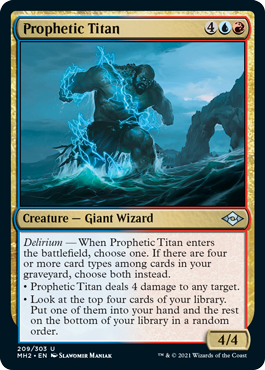 Prophetic Titan 4
Creature — Giant Wizard
Delirium — When Prophetic Titan enters
the battlefield, choose one. If there are four
or more card types among cards in your
graveyard, choose both instead.
• Prophetic Titan deals 4 damage to any target.
• Look at the top four cards of your library.
Put one of them into your hand and the rest
on the bottom of your library in a random
order.
4/4
209/303 U
MH2 • EN Slawomir Maniak ™ & © 2021 Wizards of the Coast